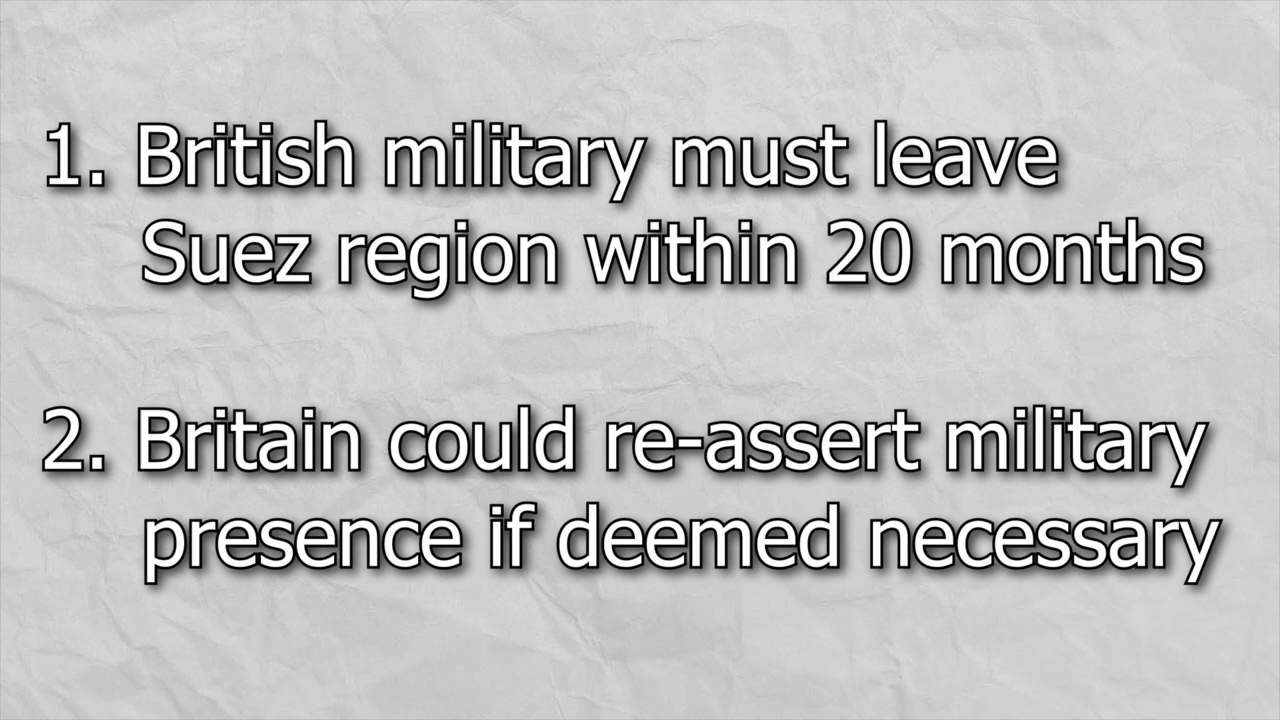 1. British military must leave
Suez region within 20 months
2. Britain could re-assert military
presence if deemed necessary